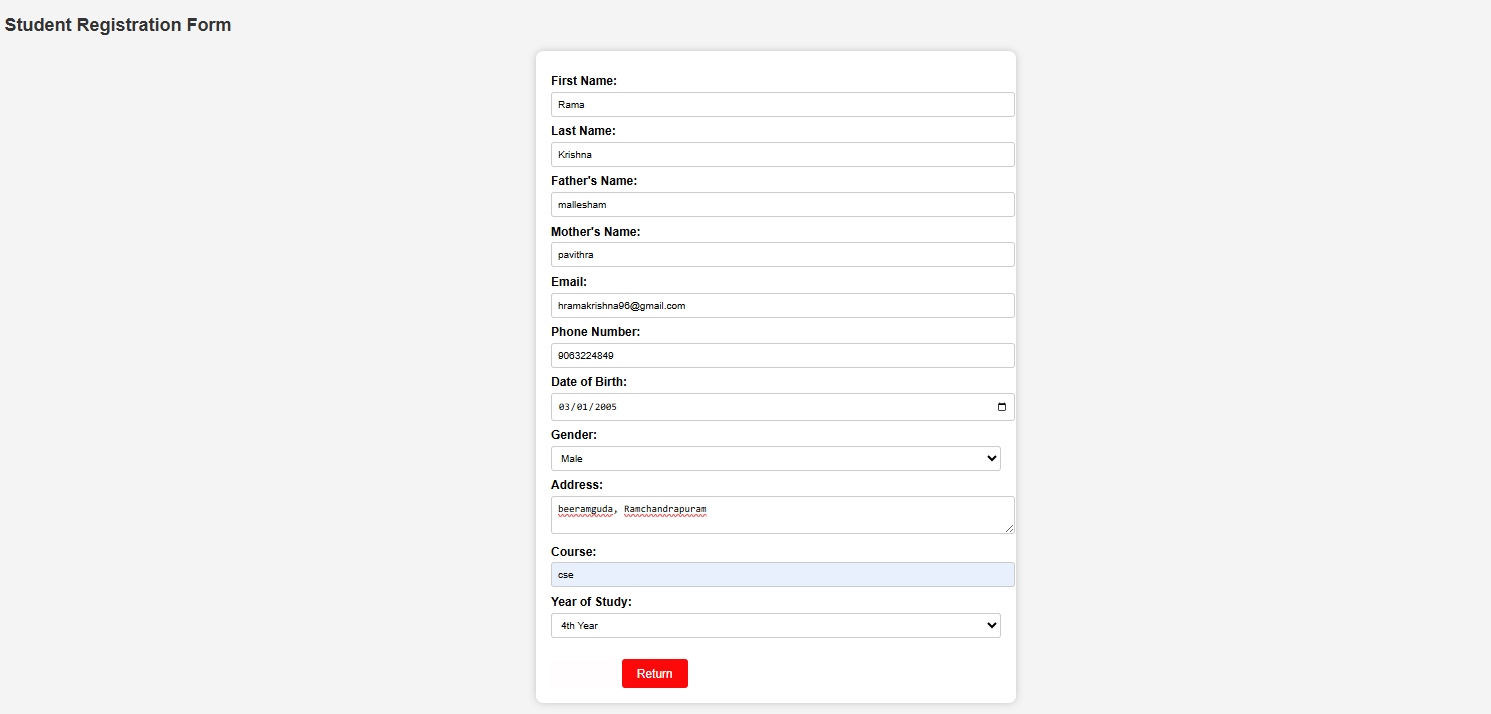 Student Registration Form
First Name:
Rama
Last Name:
Krishna
Father's Name:
mallesham
Mother's Name:
pavithra
Email:
hramakrishna96@gmail.com
Phone Number:
9063224849
Date of Birth:
03/01/2005
Gender:
Male
Address:
beeramguda, Ramchandrapuram
Course:
cse
Year of Study:
4th Year
Return